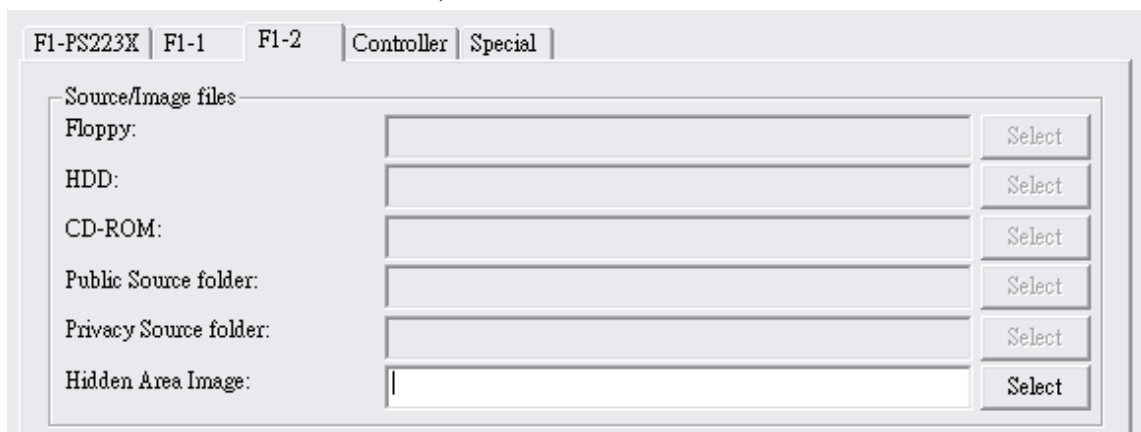 F1-PS223X F1-1 F1-2 Controller Special
Source/Image files
Floppy: Select
HDD: Select
CD-ROM: Select
Public Source folder: Select
Privacy Source folder: Select
Hidden Area Image: Select